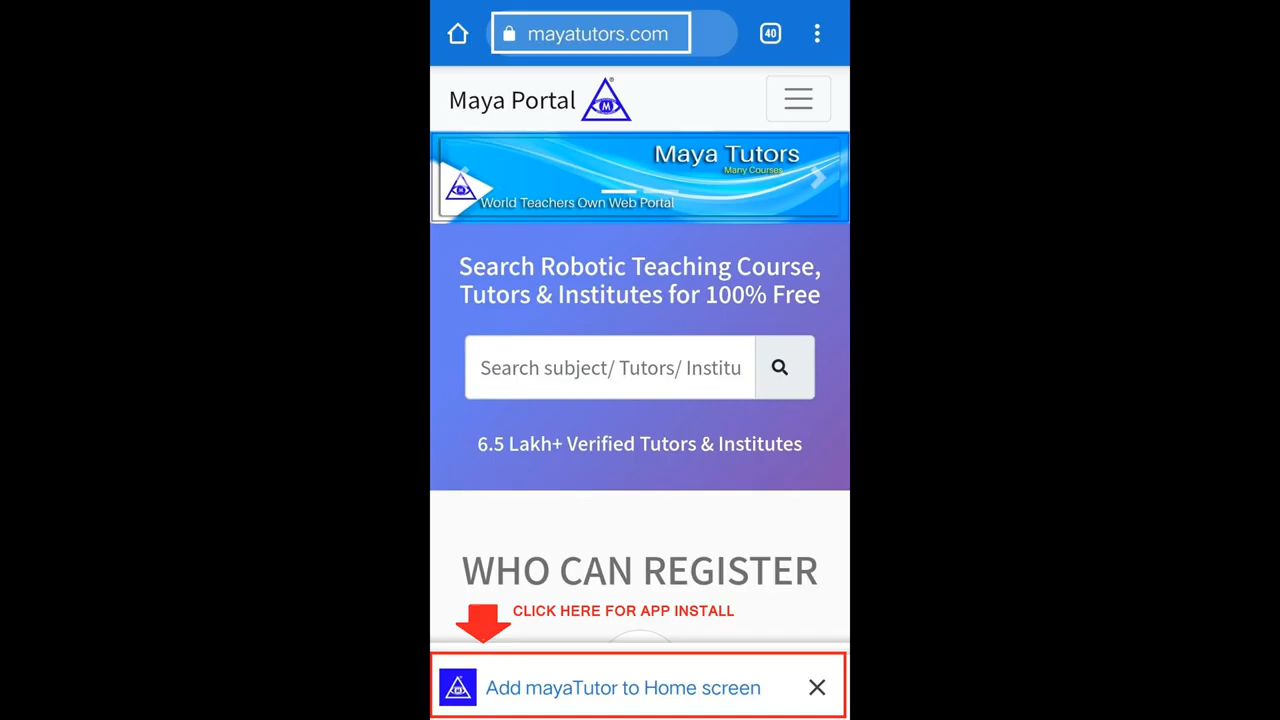 mayatutors.com
40
Maya Portal
M
Maya Tutors
Many Courses
World Teachers Own Web Portal
Search Robotic Teaching Course,
Tutors & Institutes for 100% Free
Search subject/ Tutors/ Institu
6.5 Lakh+ Verified Tutors & Institutes
WHO CAN REGISTER
CLICK HERE FOR APP INSTALL
Add mayaTutor to Home screen